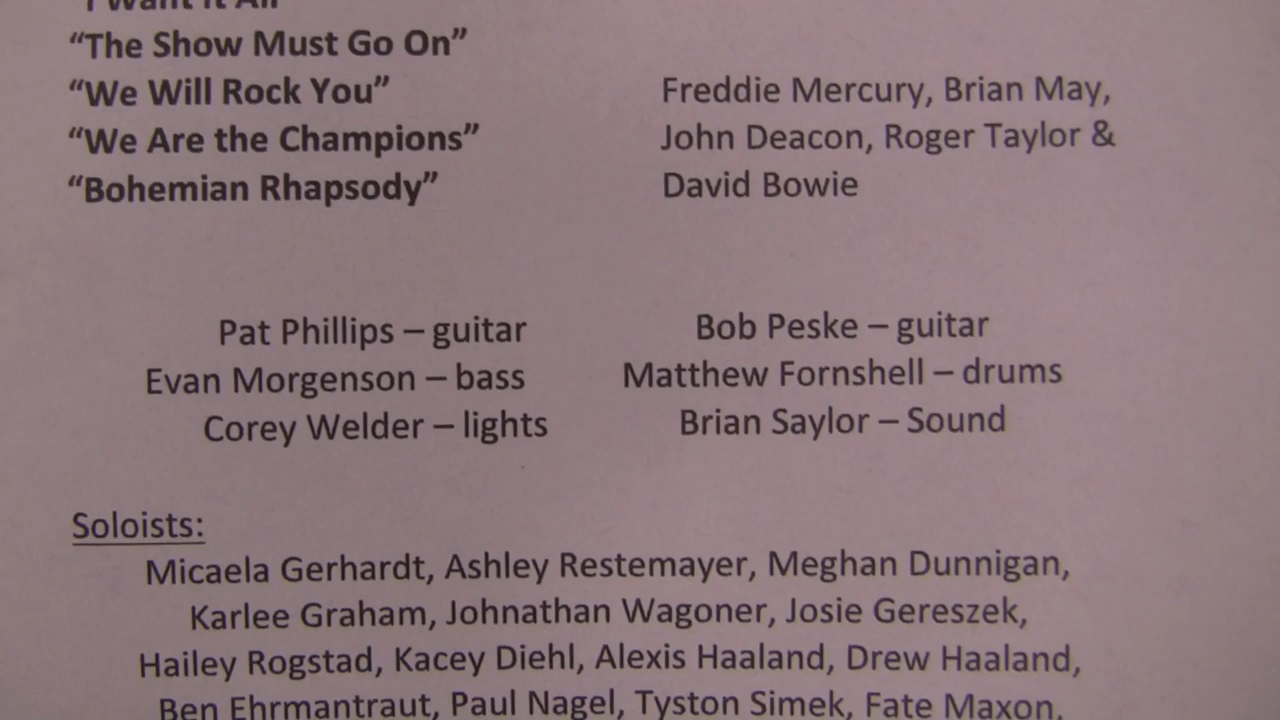 "I Want It All"
"The Show Must Go On"
"We Will Rock You" Freddie Mercury, Brian May,
"We Are the Champions" John Deacon, Roger Taylor &
"Bohemian Rhapsody" David Bowie
Pat Phillips – guitar Bob Peske – guitar
Evan Morgenson – bass Matthew Fornshell – drums
Corey Welder – lights Brian Saylor – Sound
Soloists:
Micaela Gerhardt, Ashley Restemayer, Meghan Dunnigan,
Karlee Graham, Johnathan Wagoner, Josie Gereszek,
Hailey Rogstad, Kacey Diehl, Alexis Haaland, Drew Haaland,
Ben Ehrmantraut, Paul Nagel, Tyston Simek, Fate Maxon,